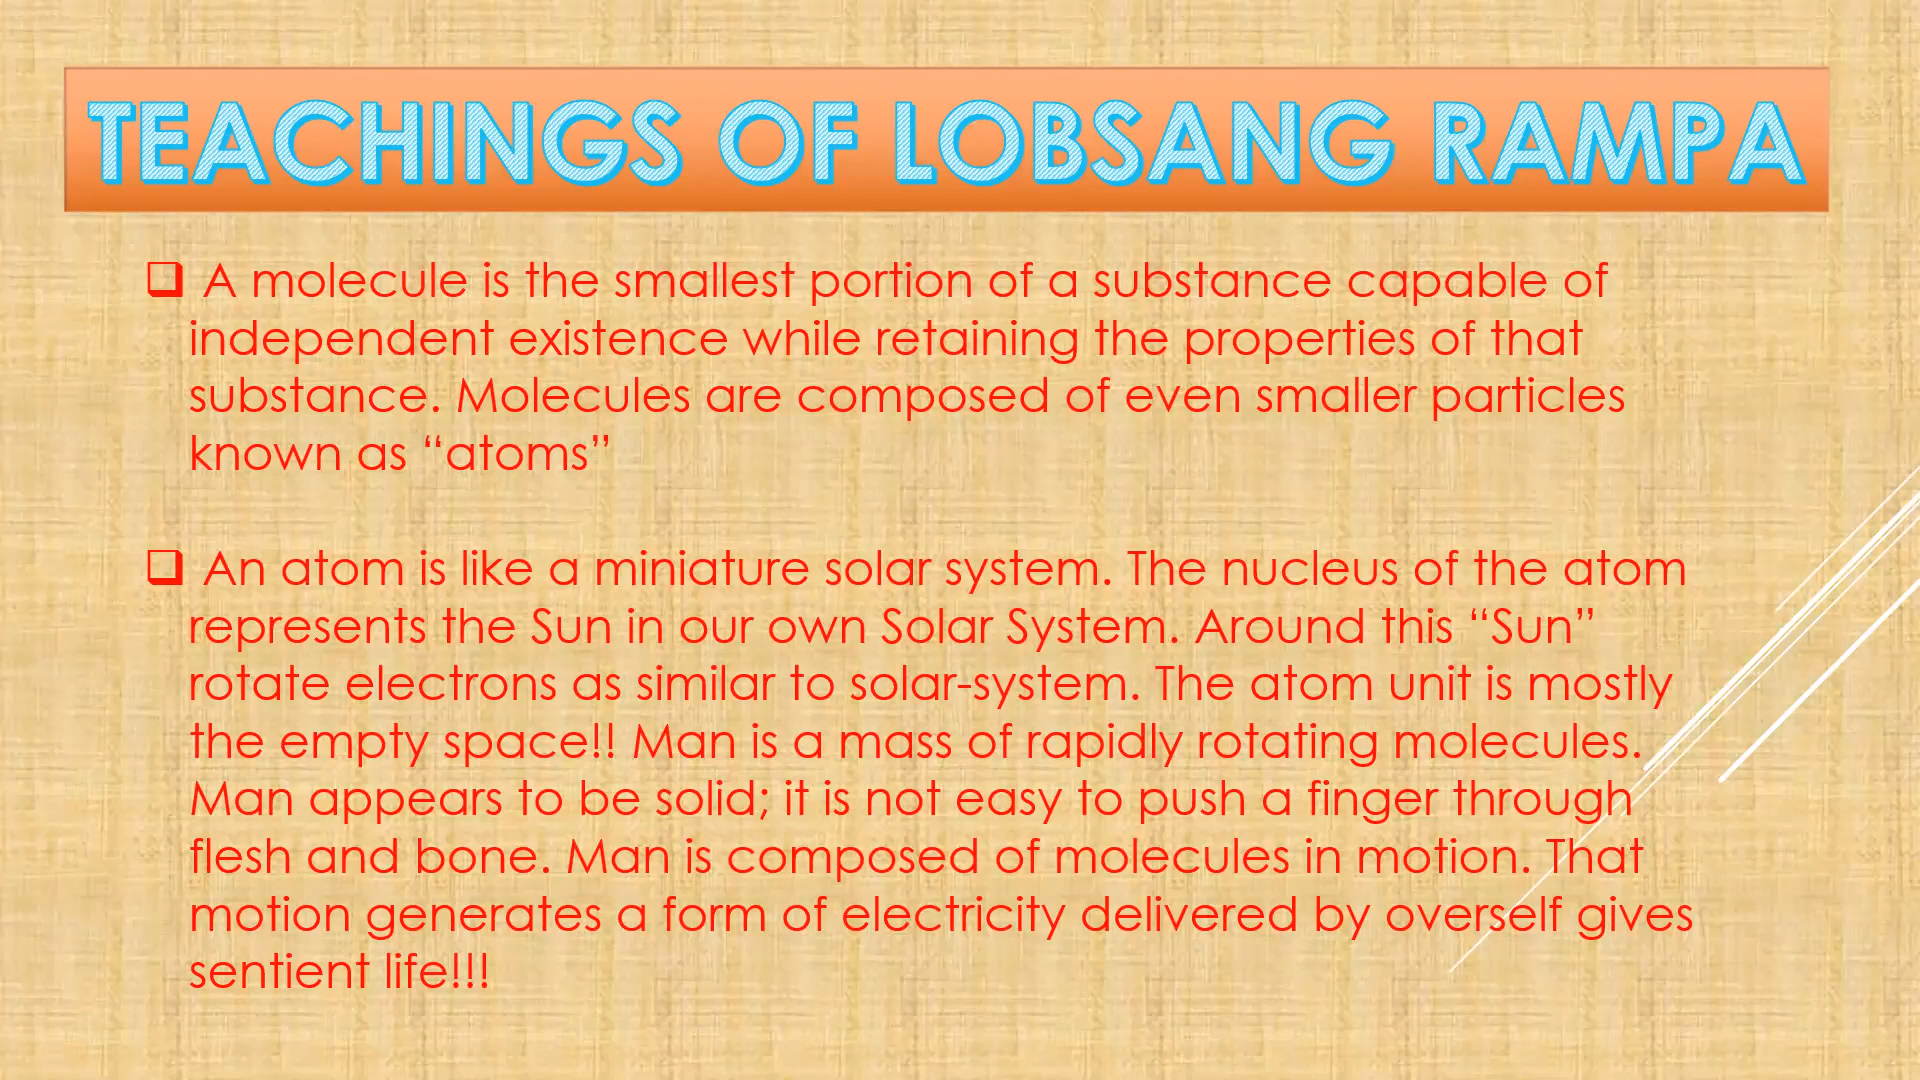 TEACHINGS OF LOBSANG RAMPA
A molecule is the smallest portion of a substance capable of
independent existence while retaining the properties of that
substance. Molecules are composed of even smaller particles
known as “atoms”
An atom is like a miniature solar system. The nucleus of the atom
represents the Sun in our own Solar System. Around this “Sun”
rotate electrons as similar to solar-system. The atom unit is mostly
the empty space!! Man is a mass of rapidly rotating molecules.
Man appears to be solid; it is not easy to push a finger through
flesh and bone. Man is composed of molecules in motion. That
motion generates a form of electricity delivered by overself gives
sentient life!!!